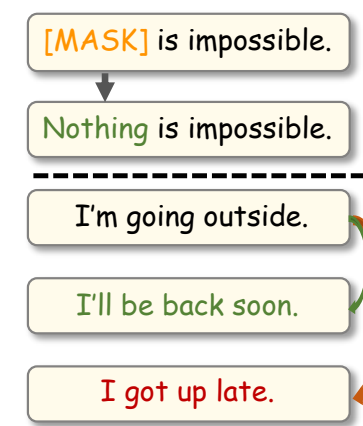 [MASK] is impossible.
Nothing is impossible.
I'm going outside.
I'll be back soon.
I got up late.